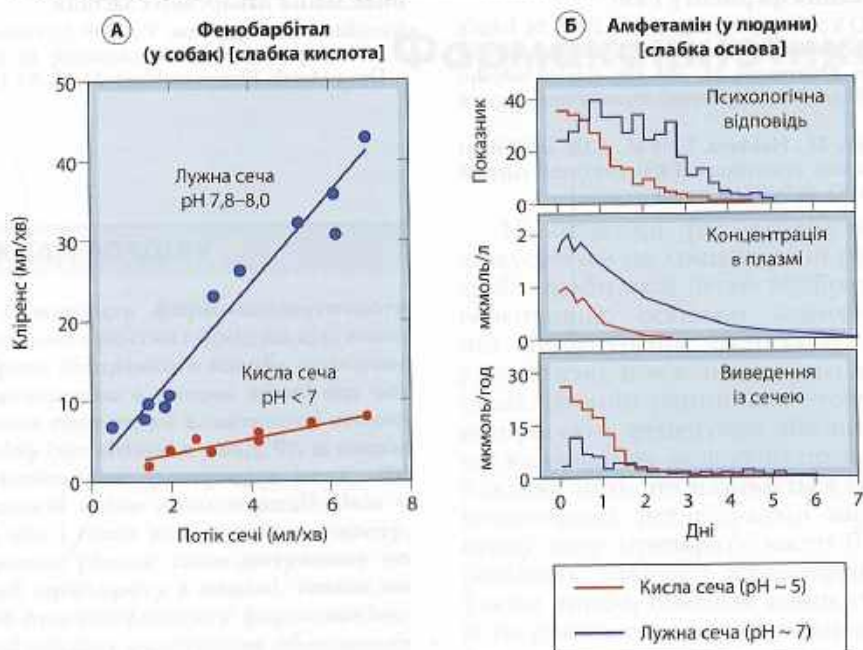 А
Фенобарбітал
(у собак) [слабка кислота]
50
40
30
20
10
0
Кліренс (мл/хв)
Лужна сеча
pH 7,8–8,0
Кисла сеча
pH < 7
0 2 4 6 8
Потік сечі (мл/хв)
Б
Амфетамін (у людини)
[слабка основа]
Показник
40
20
0
Психологічна
відповідь
мкмоль/л
2
1
0
Концентрація
в плазмі
мкмоль/год
30
15
0
Виведення
із сечею
0 1 2 3 4 5 6 7
Дні
Кисла сеча (pH ~ 5)
Лужна сеча (pH ~ 7)